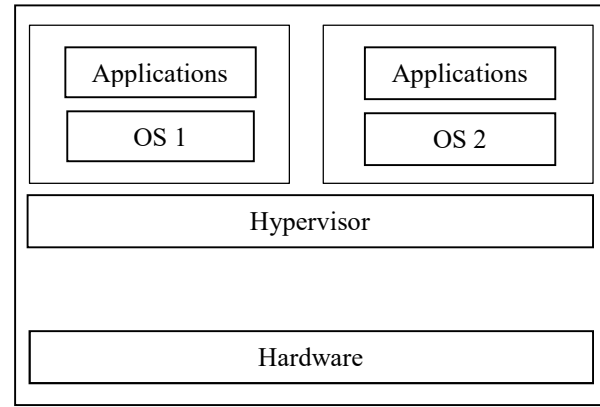 Applications
Applications
OS 1
OS 2
Hypervisor
Hardware